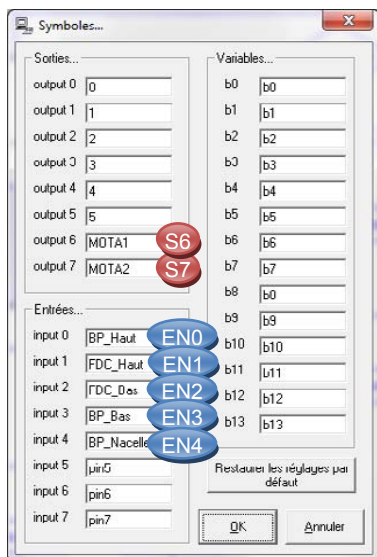 Symboles...
Sorties...
output 0 0
output 1 1
output 2 2
output 3 3
output 4 4
output 5 5
output 6 MOTA1 S6
output 7 MOTA2 S7
Entrées...
input 0 BP_Haut EN0
input 1 FDC_Haut EN1
input 2 FDC_Bas EN2
input 3 BP_Bas EN3
input 4 BP_Nacelle EN4
input 5 pin5
input 6 pin6
input 7 pin7
Variables...
b0 b0
b1 b1
b2 b2
b3 b3
b4 b4
b5 b5
b6 b6
b7 b7
b8 b8
b9 b9
b10 b10
b11 b11
b12 b12
b13 b13
Restaurer les réglages par
défaut
OK Annuler